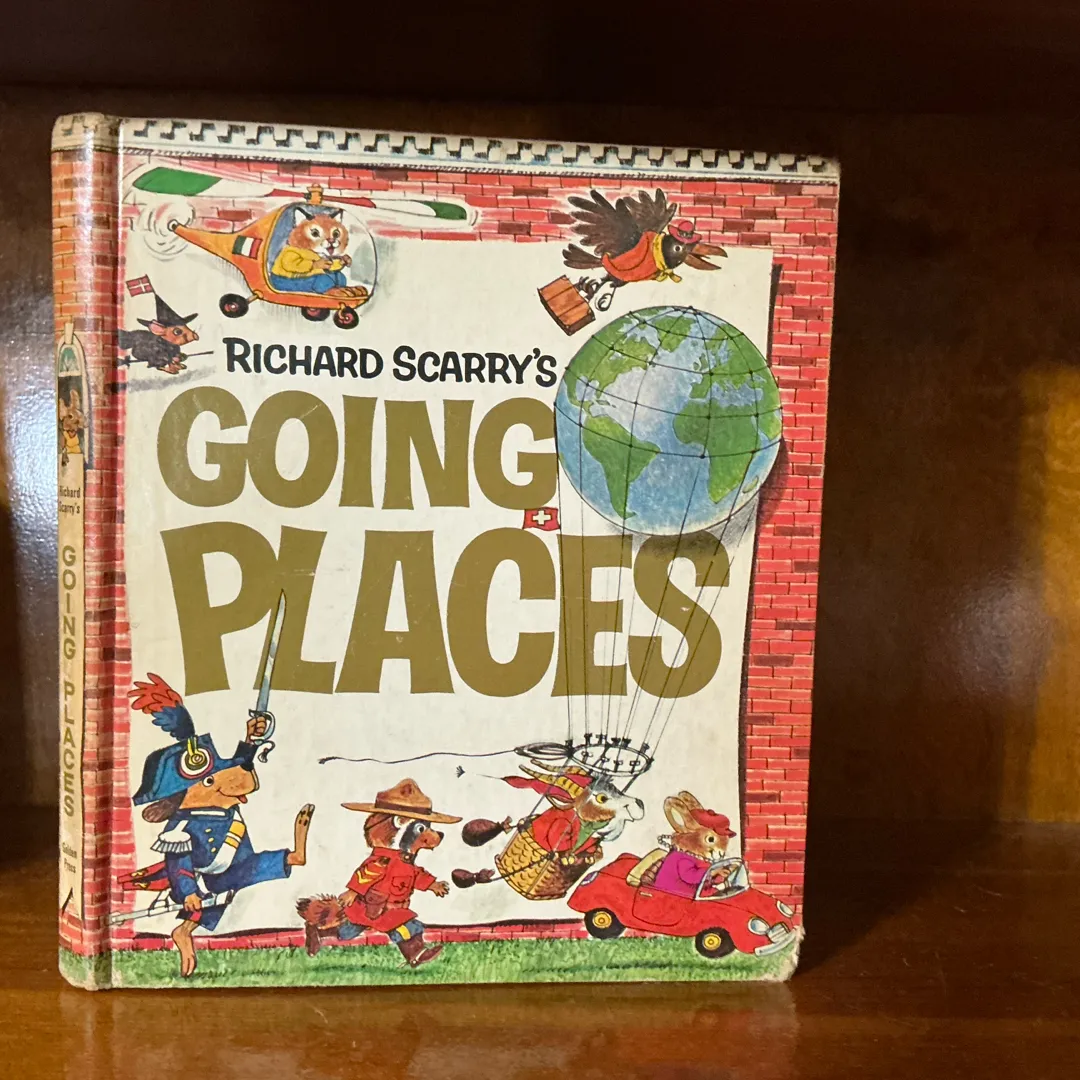 RICHARD SCARRY'S
GOING
PLACES
Richard
Scarry's
GOING PLACES
Golden
Press